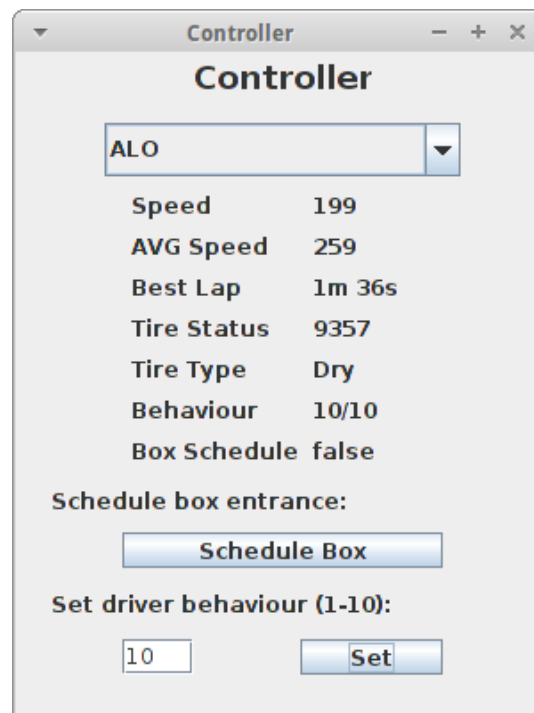 Controller
Controller
ALO
Speed 199
AVG Speed 259
Best Lap 1m 36s
Tire Status 9357
Tire Type Dry
Behaviour 10/10
Box Schedule false
Schedule box entrance:
Schedule Box
Set driver behaviour (1-10):
10 Set